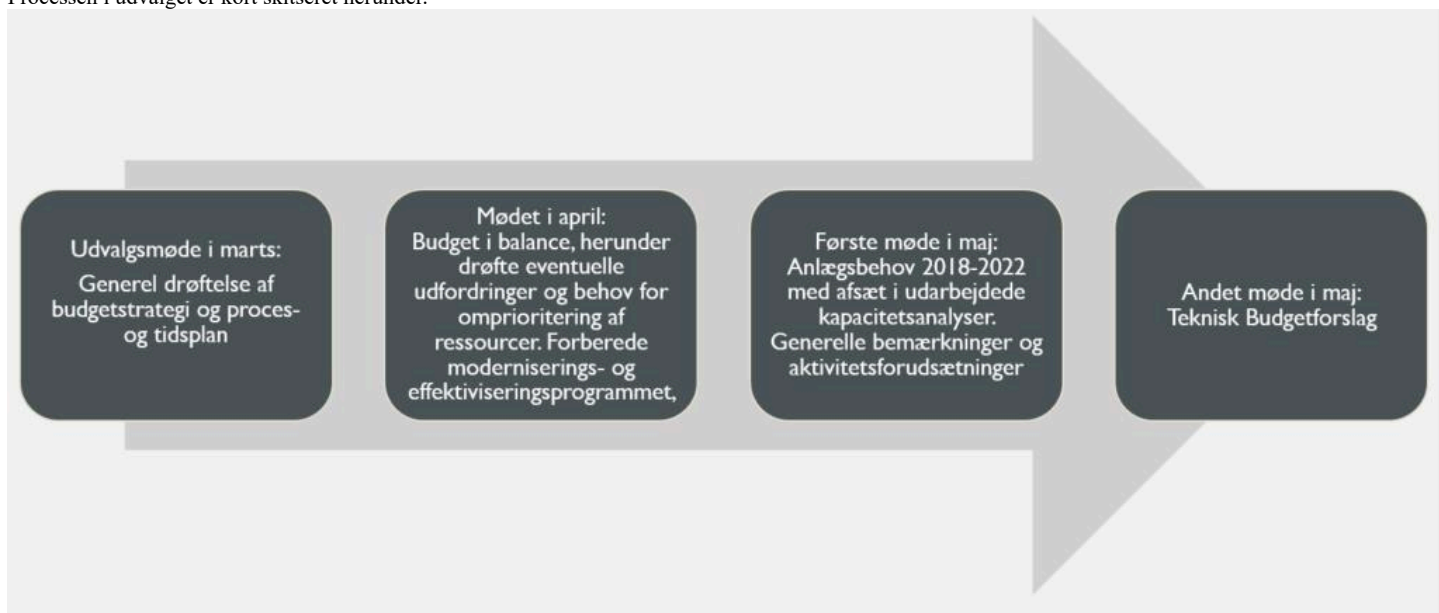 Processen i udvalget er kort skitseret herunder:
Udvalgsmøde i marts:
Generel drøftelse af
budgetstrategi og proces-
og tidsplan
Mødet i april:
Budget i balance, herunder
drøfte eventuelle
udfordringer og behov for
omprioritering af
ressourcer. Forberede
moderniserings- og
effektiviseringsprogrammet,
Første møde i maj:
Anlægsbehov 2018-2022
med afsæt i udarbejdede
kapacitetsanalyser.
Generelle bemærkninger og
aktivitetsforudsætninger
Andet møde i maj:
Teknisk Budgetforslag